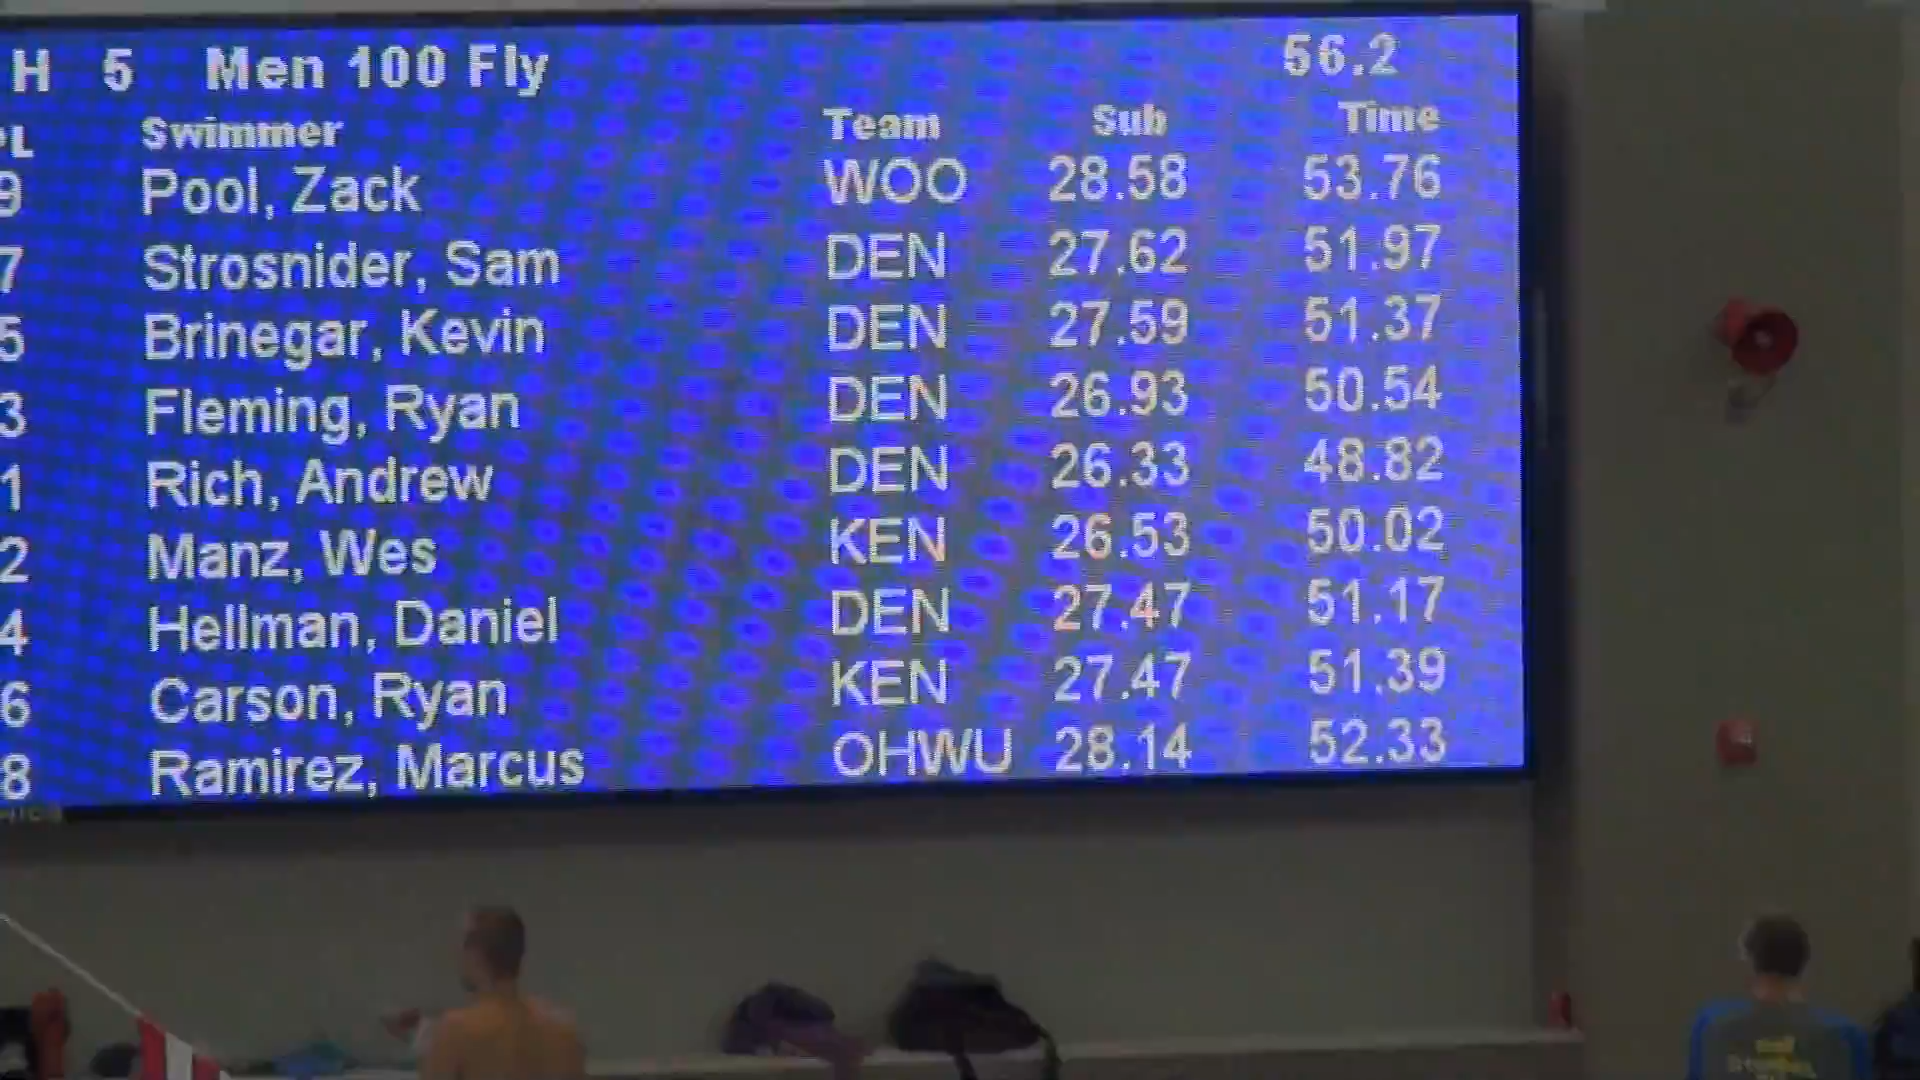 H 5 Men 100 Fly 56.2
PL Swimmer Team Sub Time
9 Pool, Zack WOO 28.58 53.76
7 Strosnider, Sam DEN 27.62 51.97
5 Brinegar, Kevin DEN 27.59 51.37
3 Fleming, Ryan DEN 26.93 50.54
1 Rich, Andrew DEN 26.33 48.82
2 Manz, Wes KEN 26.53 50.02
4 Hellman, Daniel DEN 27.47 51.17
6 Carson, Ryan KEN 27.47 51.39
8 Ramirez, Marcus OHWU 28.14 52.33